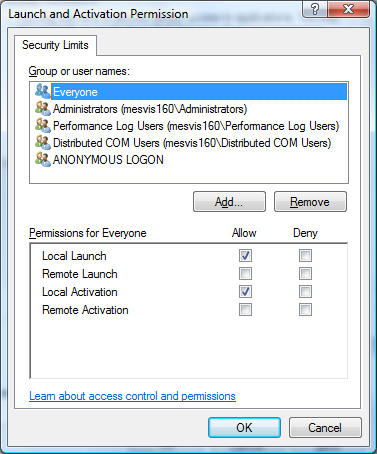 Launch and Activation Permission
Security Limits
Group or user names:
Everyone
Administrators (mesvis160\Administrators)
Performance Log Users (mesvis160\Performance Log Users)
Distributed COM Users (mesvis160\Distributed COM Users)
ANONYMOUS LOGON
Add... Remove
Permissions for Everyone Allow Deny
Local Launch
Remote Launch
Local Activation
Remote Activation
Learn about access control and permissions
OK Cancel